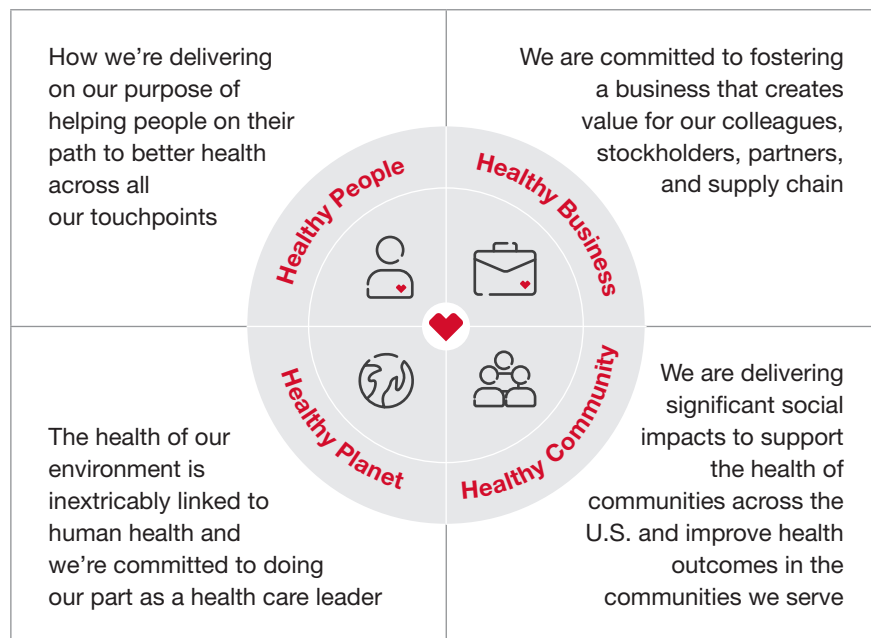 How we’re delivering
on our purpose of
helping people on their
path to better health
across all
our touchpoints
We are committed to fostering
a business that creates
value for our colleagues,
stockholders, partners,
and supply chain
Healthy People
Healthy Business
Healthy Planet
Healthy Community
The health of our
environment is
inextricably linked to
human health and
we’re committed to doing
our part as a health care leader
We are delivering
significant social
impacts to support
the health of
communities across the
U.S. and improve health
outcomes in the
communities we serve